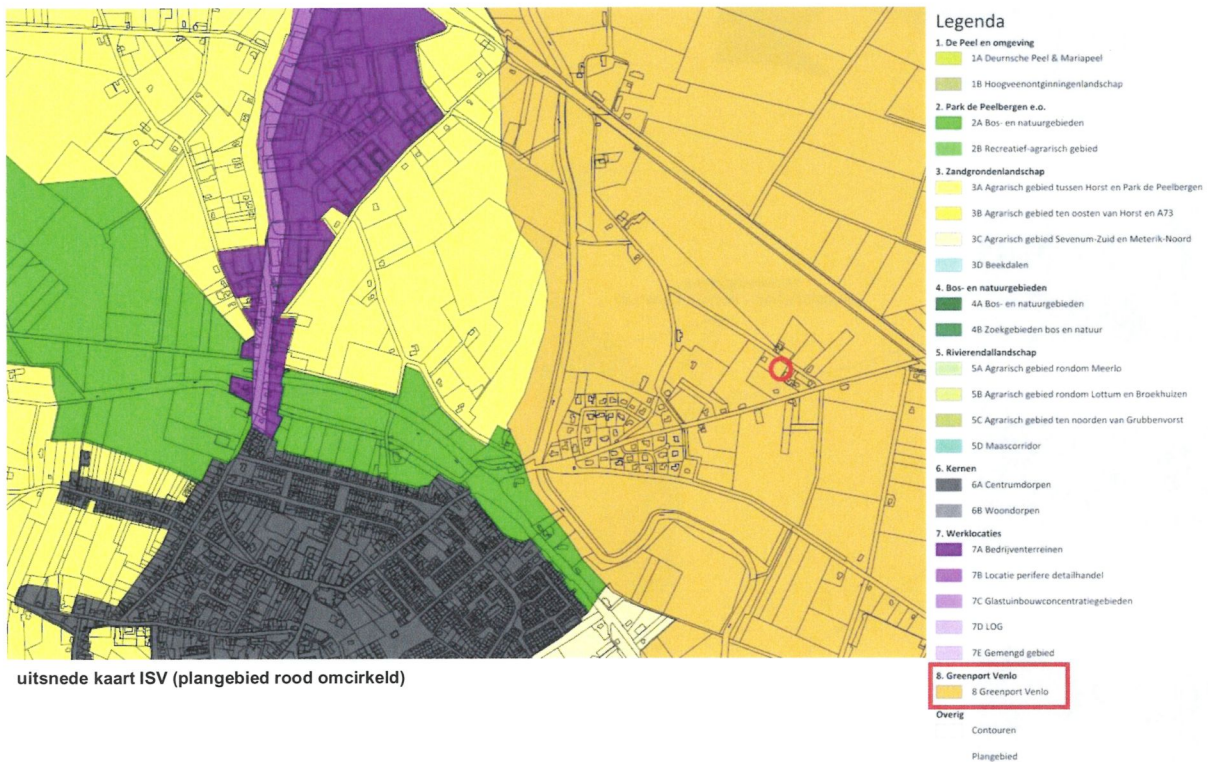 Legenda
1. De Peel en omgeving
1A Deurnsche Peel & Mariapeel
1B Hoogveenontginningenlandschap
2. Park de Peelbergen e.o.
2A Bos- en natuurgebieden
2B Recreatief-agrarisch gebied
3. Zandgrondenlandschap
3A Agrarisch gebied tussen Horst en Park de Peelbergen
3B Agrarisch gebied ten oosten van Horst en A73
3C Agrarisch gebied Sevenum-Zuid en Meterik-Noord
3D Beekdalen
4. Bos- en natuurgebieden
4A Bos- en natuurgebieden
4B Zoekgebieden bos en natuur
5. Rivierendallandschap
5A Agrarisch gebied rondom Meerlo
5B Agrarisch gebied rondom Lottum en Broekhuizen
5C Agrarisch gebied ten noorden van Grubbenvorst
5D Maascorridor
6. Kernen
6A Centrumdorpen
6B Woondorpen
7. Werklocaties
7A Bedrijventerreinen
7B Locatie perifere detailhandel
7C Glastuinbouwconcentratiegebieden
7D LOG
7E Gemengd gebied
8. Greenport Venlo
8 Greenport Venlo
Overig
Contouren
Plangebied
uitsnede kaart ISV (plangebied rood omcirkeld)